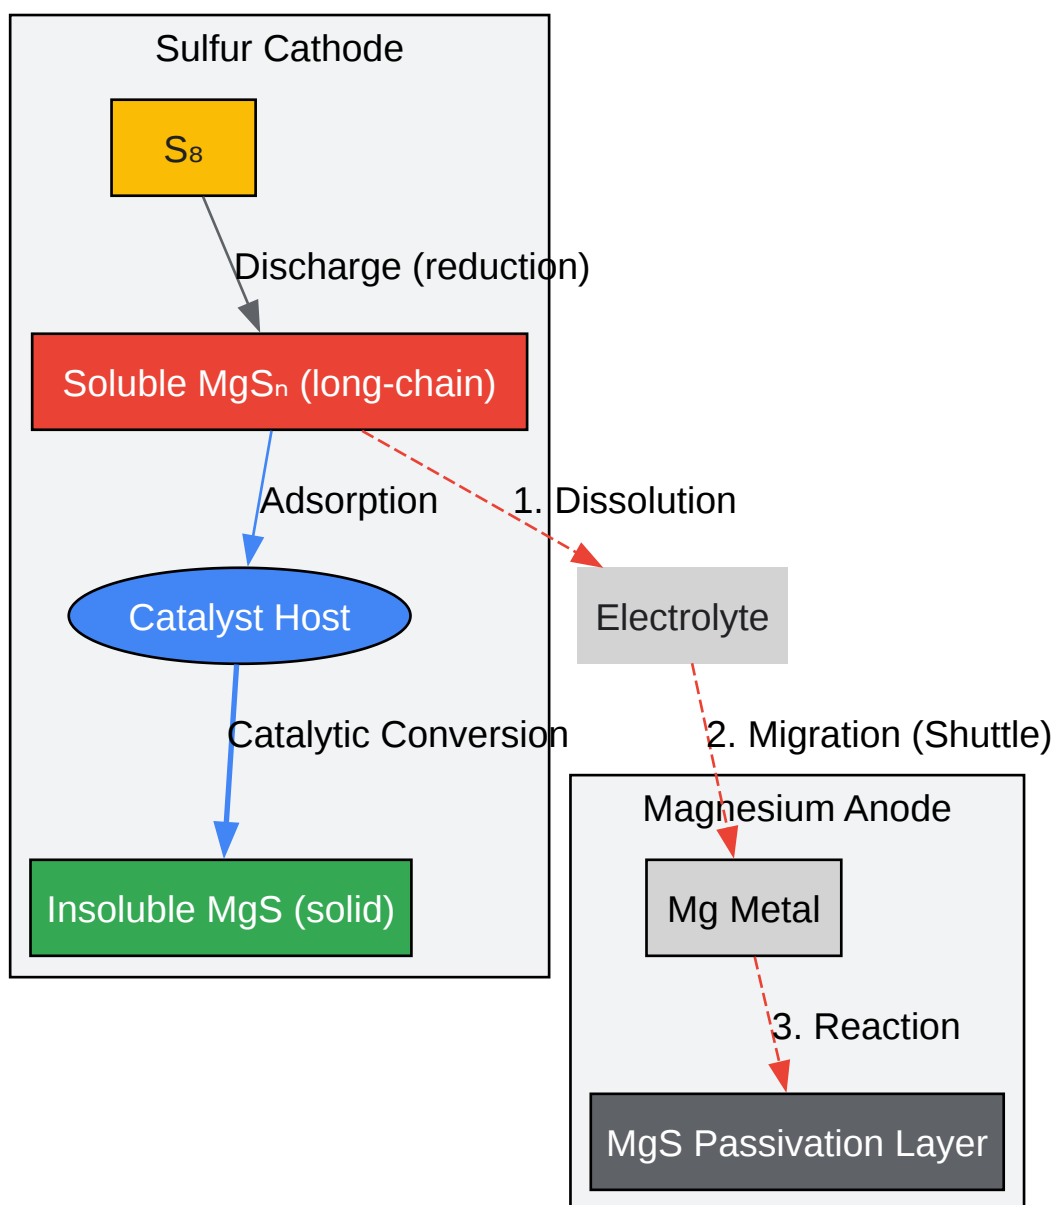 Sulfur Cathode
S₈
Discharge (reduction)
Soluble MgSₙ (long-chain)
Adsorption
1. Dissolution
Catalyst Host
Electrolyte
Catalytic Conversion
2. Migration (Shuttle)
Magnesium Anode
Insoluble MgS (solid)
Mg Metal
3. Reaction
MgS Passivation Layer